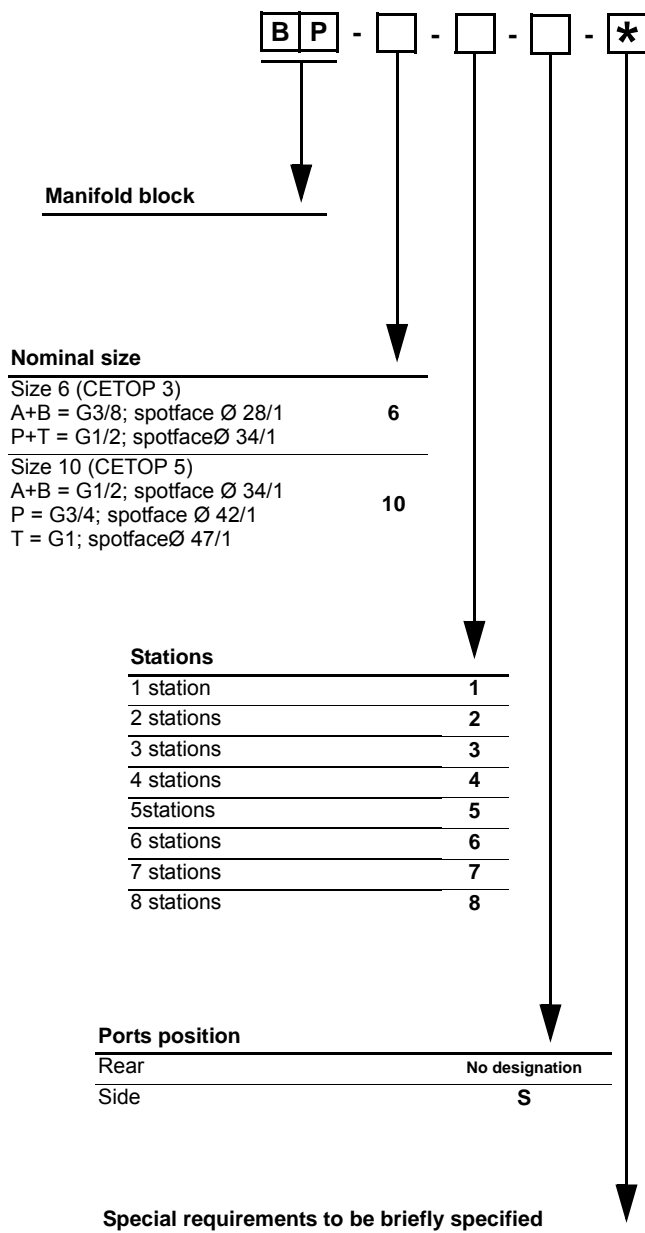 B P - - - - *
Manifold block
Nominal size
Size 6 (CETOP 3)
A+B = G3/8; spotface Ø 28/1
P+T = G1/2; spotfaceØ 34/1
6
Size 10 (CETOP 5)
A+B = G1/2; spotface Ø 34/1
P = G3/4; spotface Ø 42/1
T = G1; spotfaceØ 47/1
10
Stations
1 station 1
2 stations 2
3 stations 3
4 stations 4
5stations 5
6 stations 6
7 stations 7
8 stations 8
Ports position
Rear No designation
Side S
Special requirements to be briefly specified